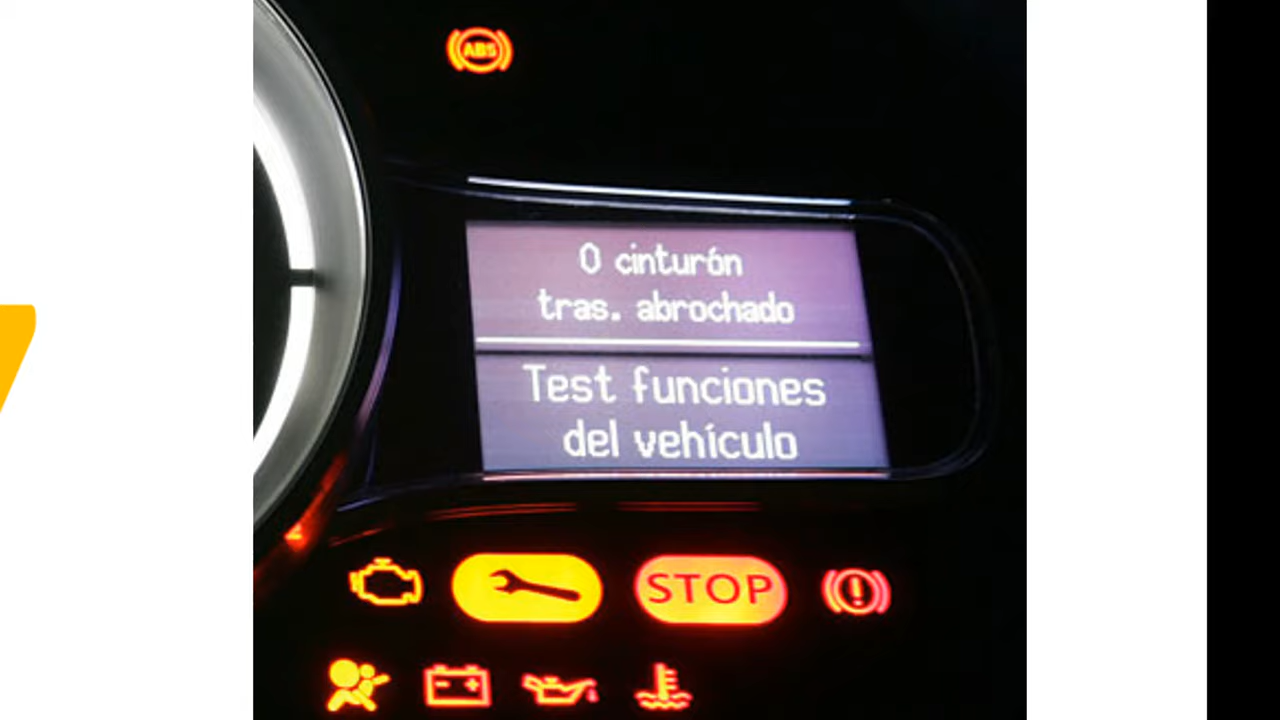 ABS
0 cinturón
tras. abrochado
Test funciones
del vehículo
STOP